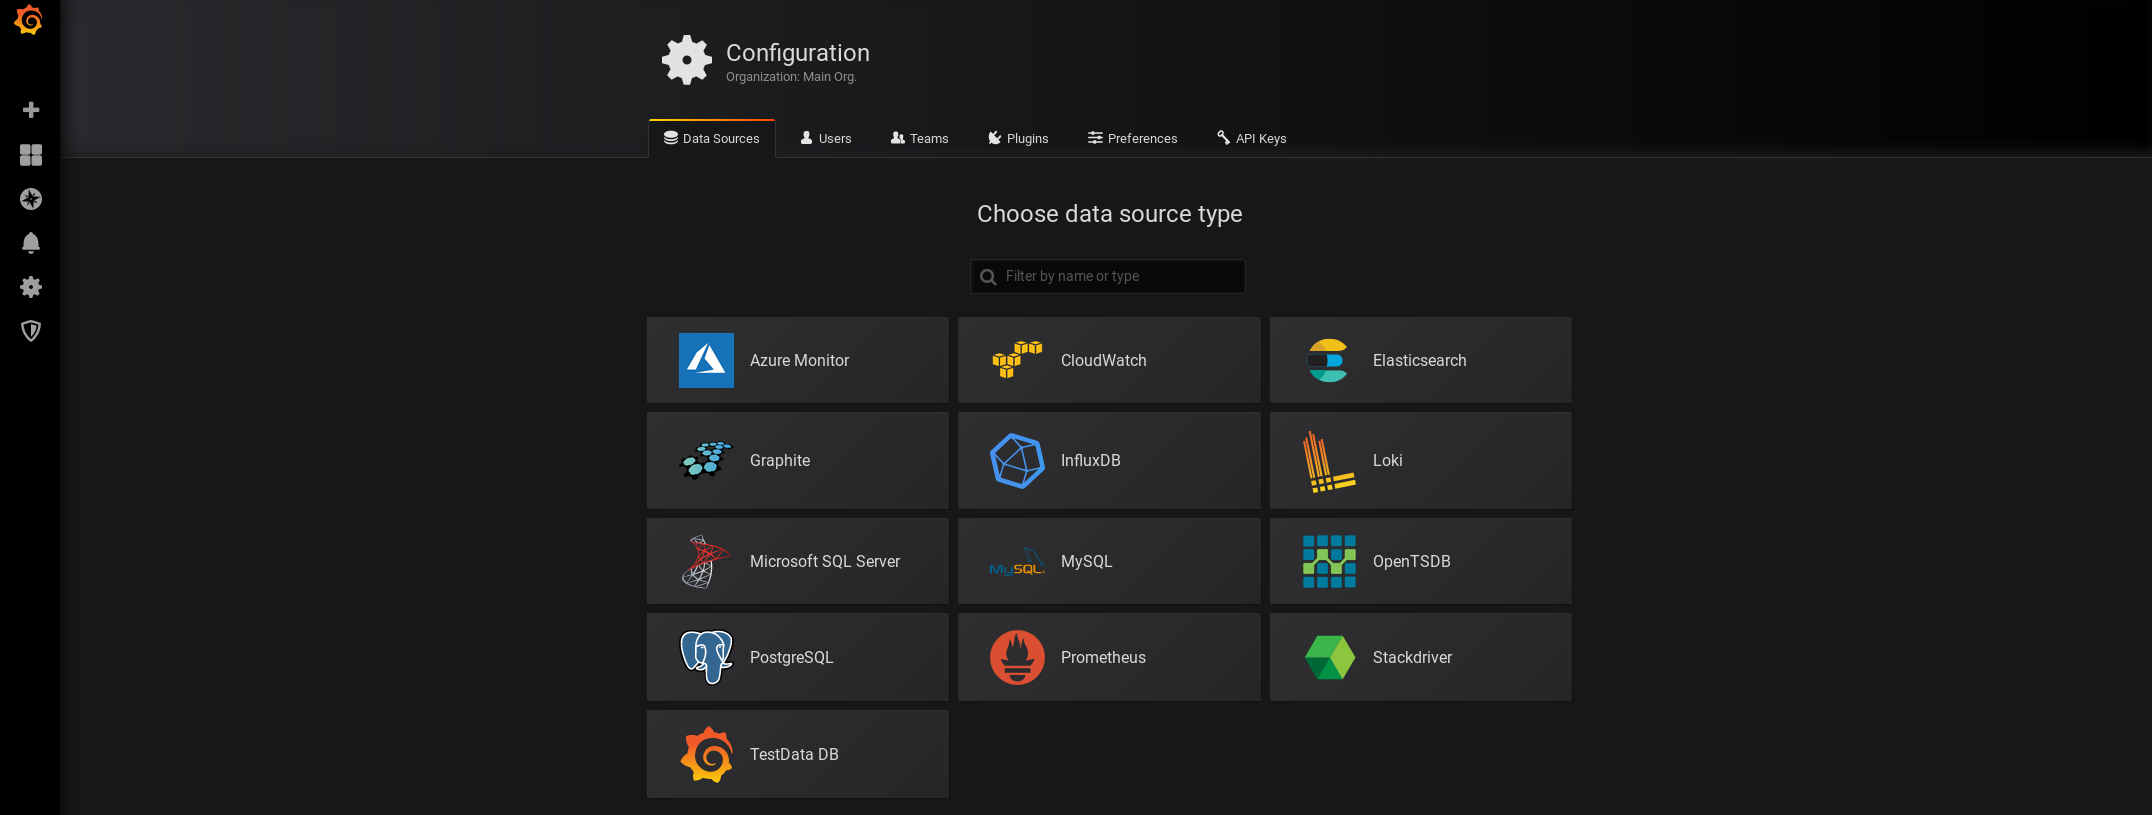 Configuration
Organization: Main Org.
Data Sources Users Teams Plugins Preferences API Keys
Choose data source type
Filter by name or type
Azure Monitor CloudWatch Elasticsearch
Graphite InfluxDB Loki
Microsoft SQL Server MySQL MySQL OpenTSDB
PostgreSQL Prometheus Stackdriver
TestData DB